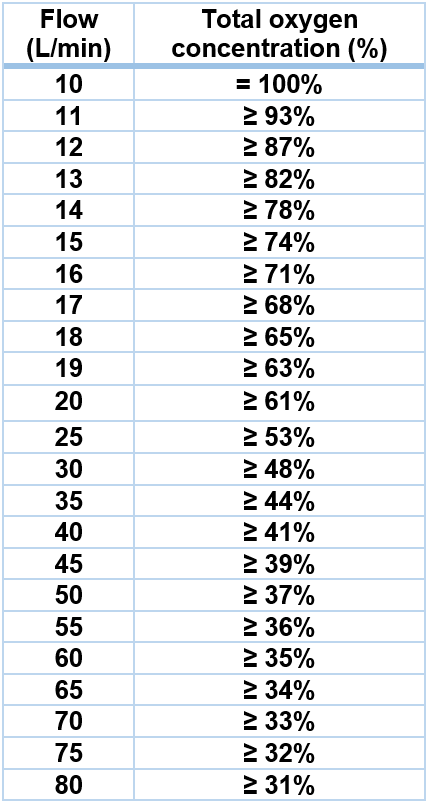 Flow (L/min) Total oxygen concentration (%)
10 = 100%
11 ≥ 93%
12 ≥ 87%
13 ≥ 82%
14 ≥ 78%
15 ≥ 74%
16 ≥ 71%
17 ≥ 68%
18 ≥ 65%
19 ≥ 63%
20 ≥ 61%
25 ≥ 53%
30 ≥ 48%
35 ≥ 44%
40 ≥ 41%
45 ≥ 39%
50 ≥ 37%
55 ≥ 36%
60 ≥ 35%
65 ≥ 34%
70 ≥ 33%
75 ≥ 32%
80 ≥ 31%